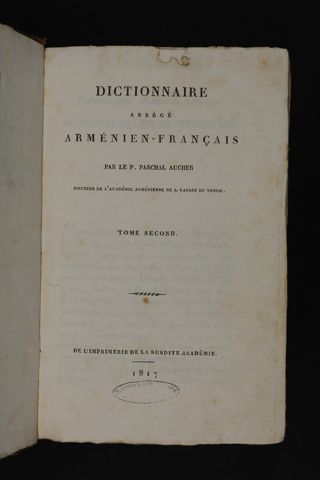 DICTIONNAIRE
ABRÉGÉ
ARMÉNIEN-FRANÇAIS
PAR LE P. PASCHAL AUCHER
DOCTEUR DE L'ACADÉMIE ARMÉNIENNE DE S. LAZARE DE VENISE.
TOME SECOND.
DE L'IMPRIMERIE DE LA SUSDITE ACADÉMIE.
1817